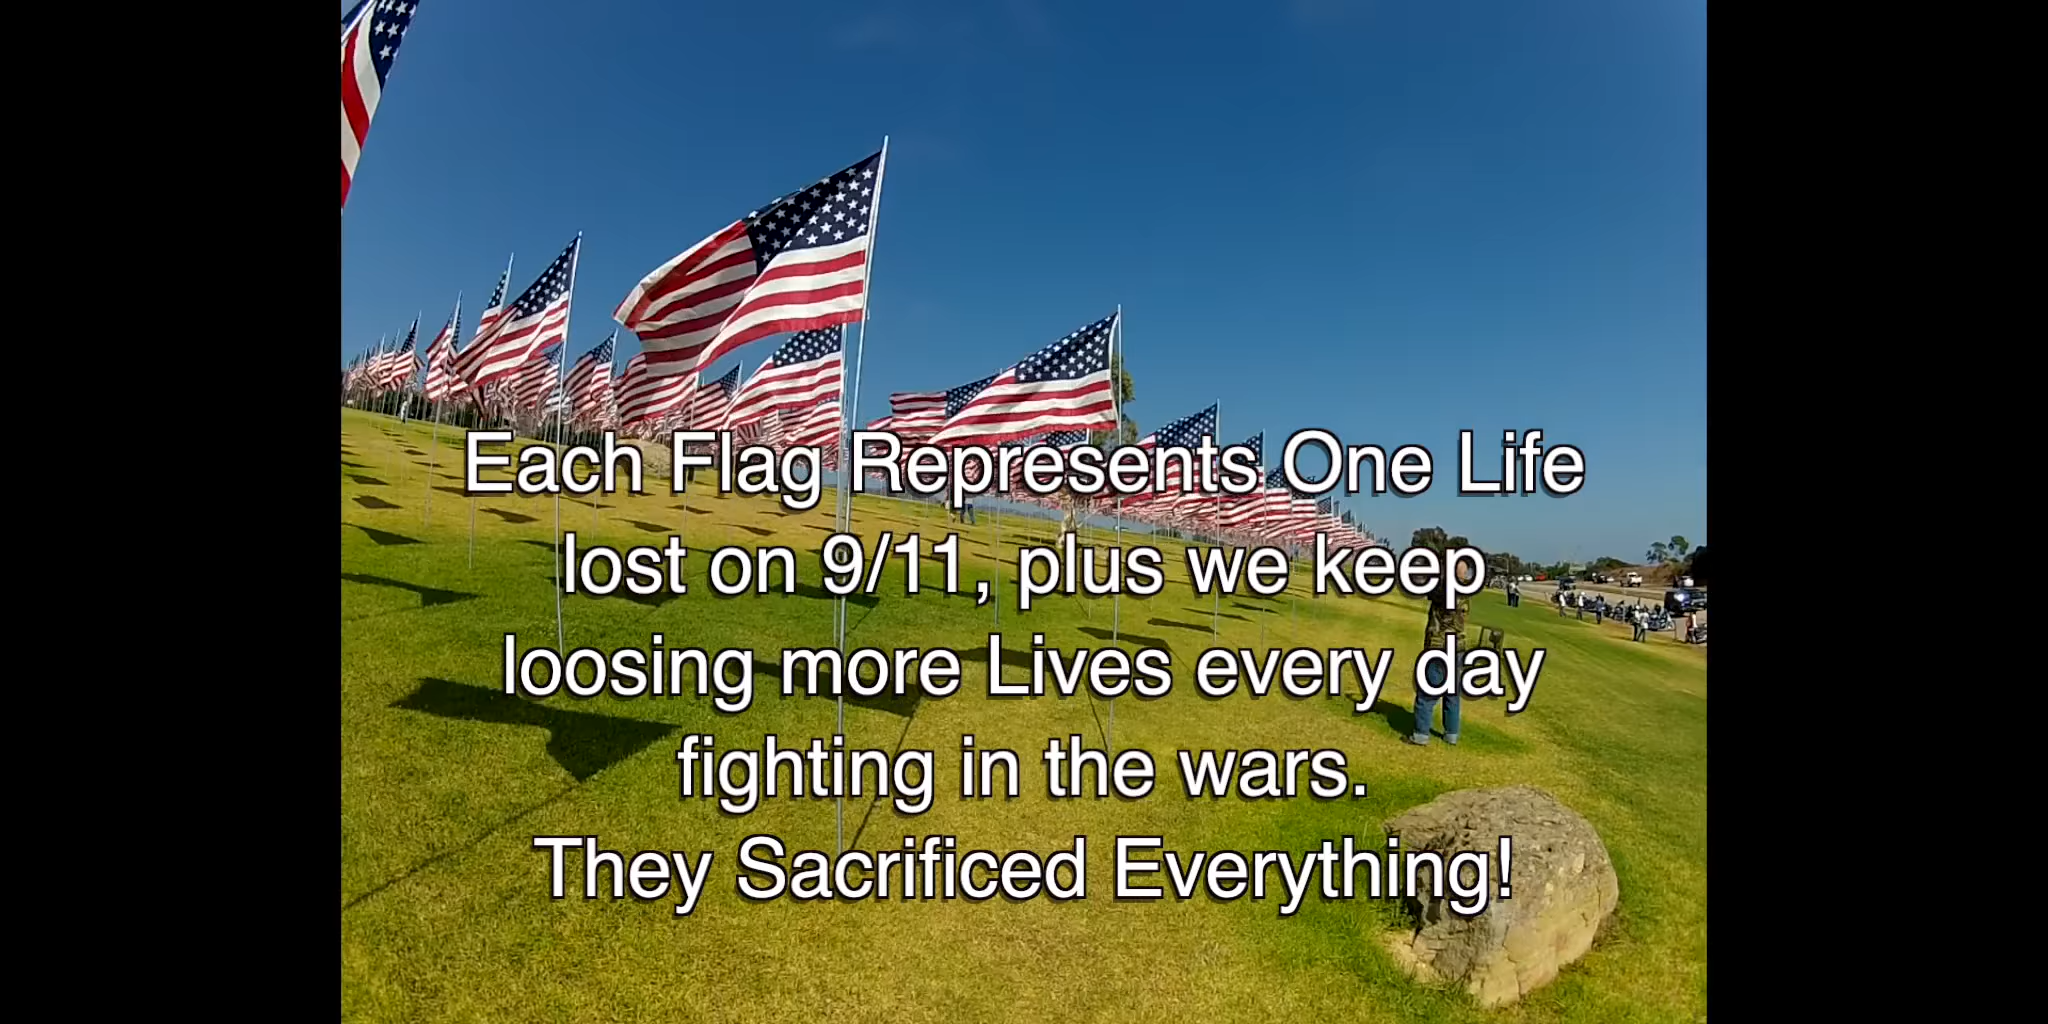 Each Flag Represents One Life
lost on 9/11, plus we keep
loosing more Lives every day
fighting in the wars.
They Sacrificed Everything!